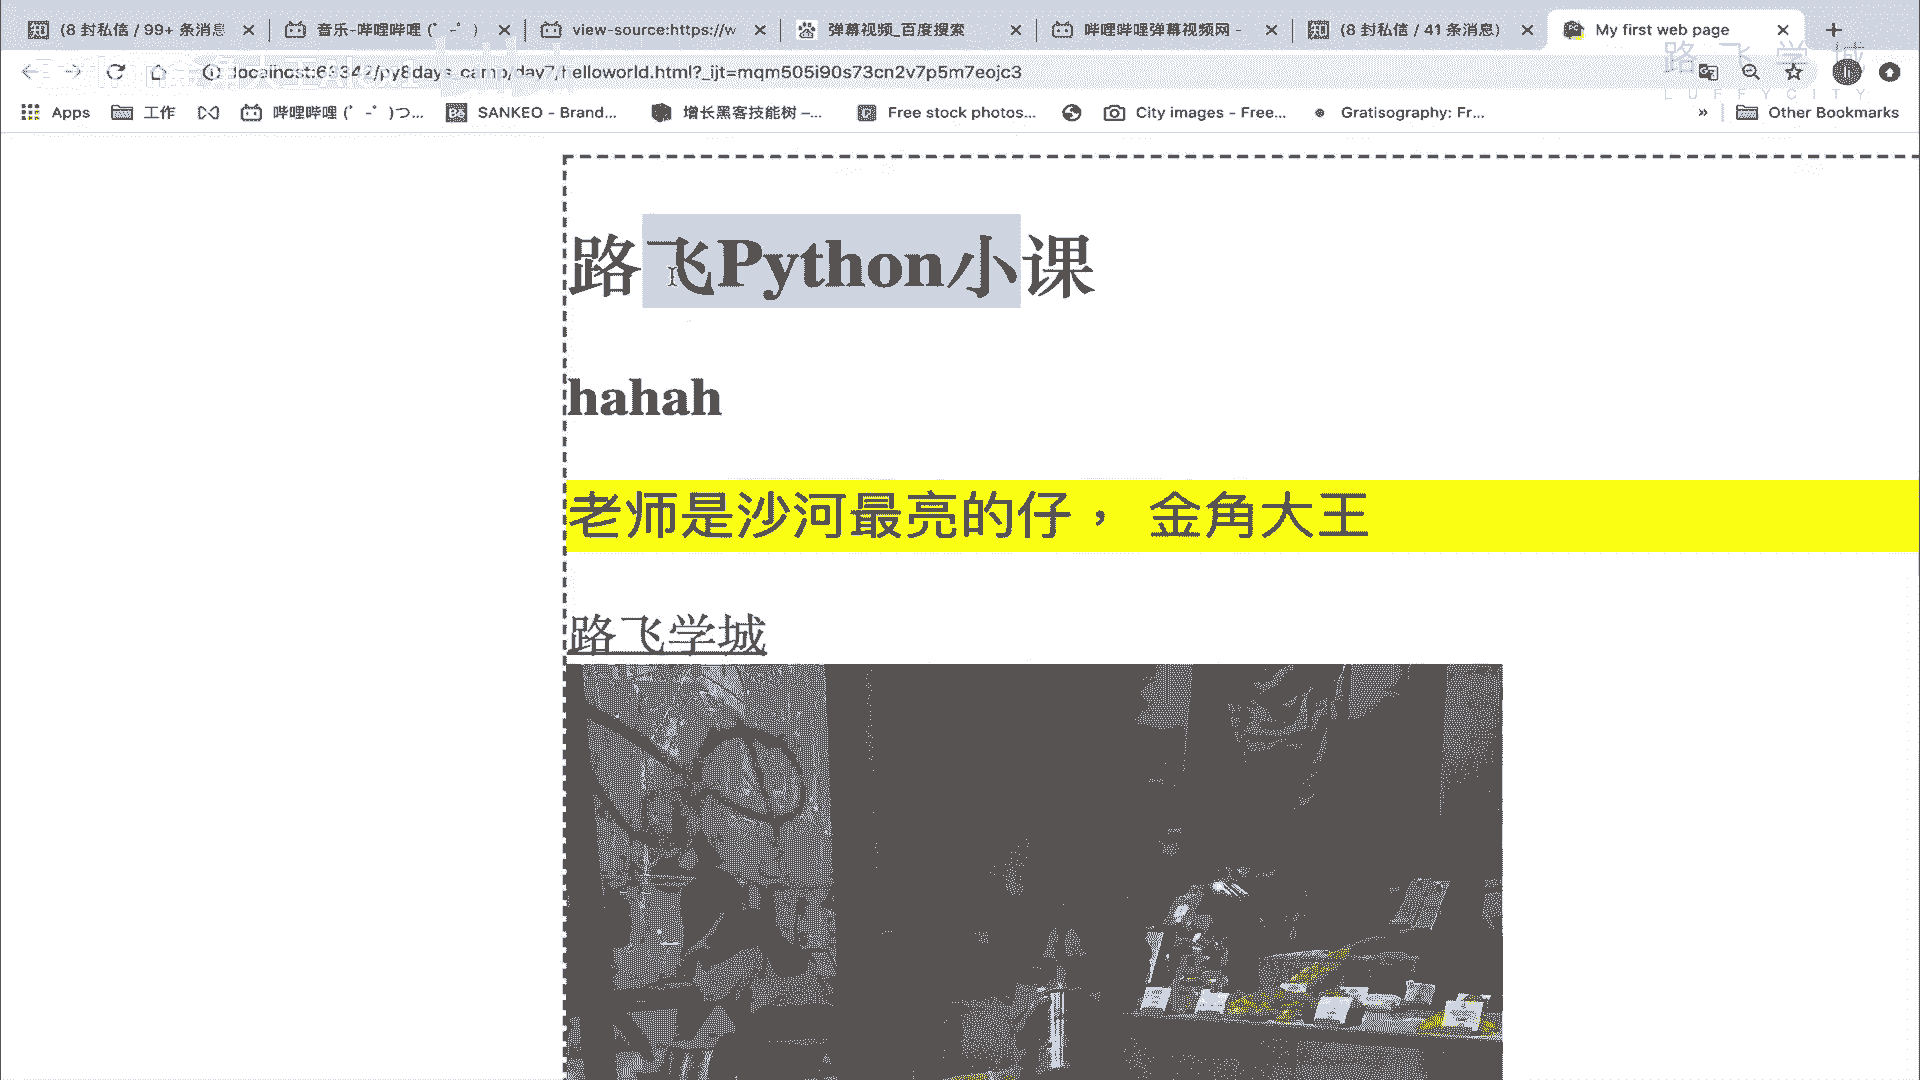 (8 封私信 / 99+ 条消息
音乐-哔哩哔哩 (゜-゜)
view-source:https://w
弹幕视频_百度搜索
哔哩哔哩弹幕视频网 -
(8 封私信 / 41 条消息)
My first web page
localhost:63342/py8days_camp/day7/helloworld.html?_ijt=mqm505i90s73cn2v7p5m7eojc3
路飞学城
LUFFYCITY
Apps
工作
哔哩哔哩 (゜-゜)つ...
SANKEO – Brand...
增长黑客技能树 –...
Free stock photos...
City images - Free...
Gratisography: Fr...
»
Other Bookmarks
路飞Python小课
hahah
老师是沙河最亮的仔， 金角大王
路飞学城